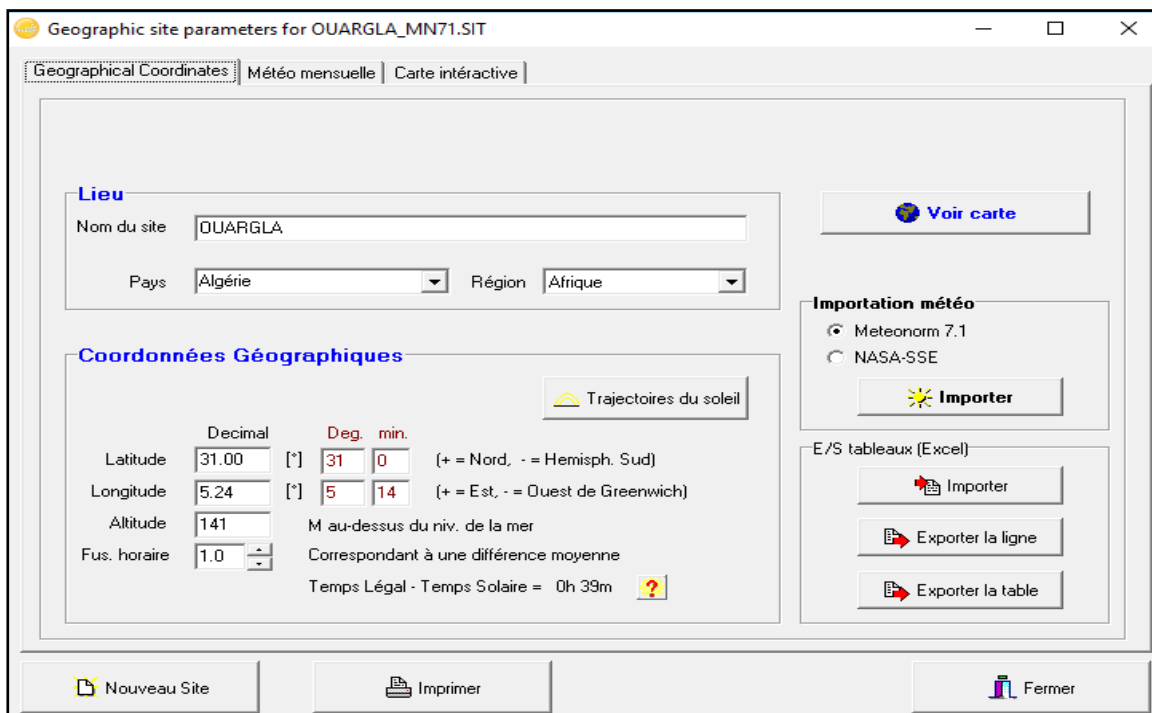 Geographic site parameters for OUARGLA_MN71.SIT
Geographical Coordinates Météo mensuelle Carte intéractive
Lieu
Nom du site OUARGLA
Pays Algérie Région Afrique
Voir carte
Importation météo
Meteonorm 7.1
NASA-SSE
Importer
Coordonnées Géographiques
Trajectoires du soleil
Decimal Deg. min.
Latitude 31.00 [°] 31 0 (+ = Nord, - = Hemisph. Sud)
Longitude 5.24 [°] 5 14 (+ = Est, - = Ouest de Greenwich)
Altitude 141 M au-dessus du niv. de la mer
Fus. horaire 1.0 Correspondant à une différence moyenne
Temps Légal - Temps Solaire = 0h 39m ?
E/S tableaux (Excel)
Importer
Exporter la ligne
Exporter la table
Nouveau Site Imprimer Fermer